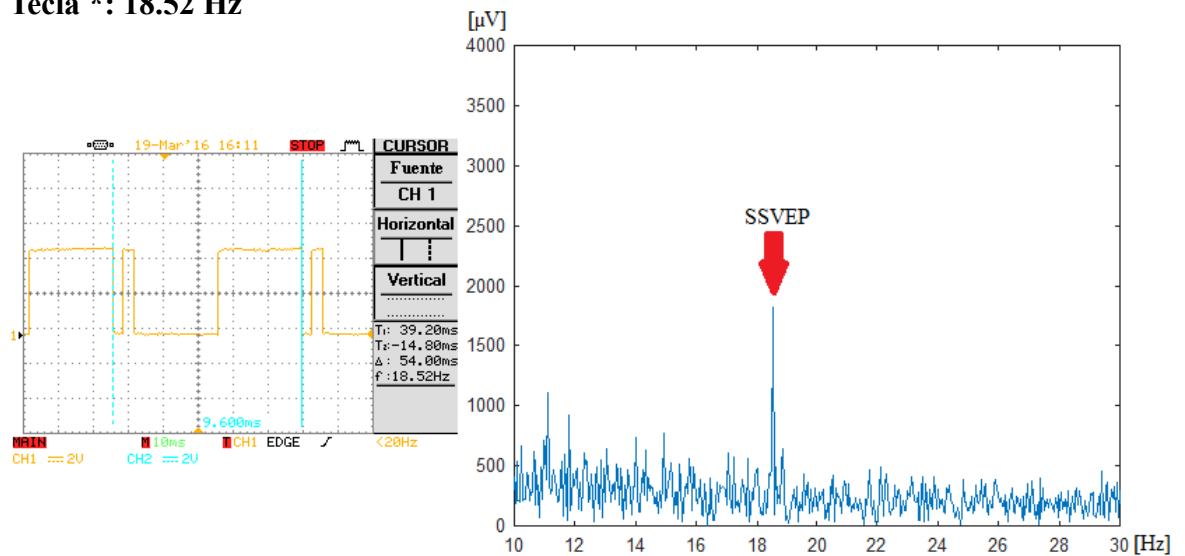 Tecla *: 18.52 Hz
19-Mar'16 16:11 STOP
CURSOR
Fuente
CH 1
Horizontal
Vertical
T1: 39.20ms
T2:-14.80ms
Δ: 54.00ms
f:18.52Hz
1
9.600ms
MAIN M 10ms T CH1 EDGE <20Hz
CH1 2V CH2 2V
[µV]
4000
3500
3000
2500
2000
1500
1000
500
0
SSVEP
10 12 14 16 18 20 22 24 26 28 30 [Hz]